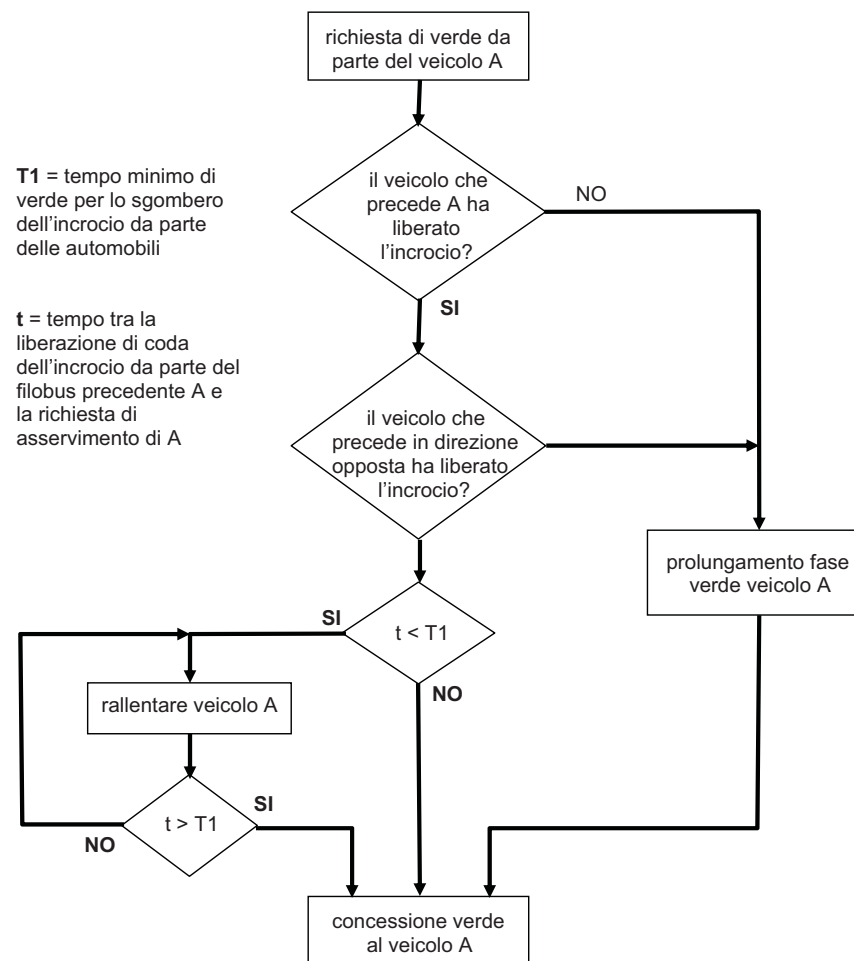 richiesta di verde da
parte del veicolo A
T1 = tempo minimo di
verde per lo sgombero
dell'incrocio da parte
delle automobili
il veicolo che
precede A ha
liberato
l'incrocio?
NO
SI
t = tempo tra la
liberazione di coda
dell'incrocio da parte del
filobus precedente A e
la richiesta di
asservimento di A
il veicolo che
precede in direzione
opposta ha liberato
l'incrocio?
prolungamento fase
verde veicolo A
SI
t < T1
NO
rallentare veicolo A
t > T1
SI
NO
concessione verde
al veicolo A